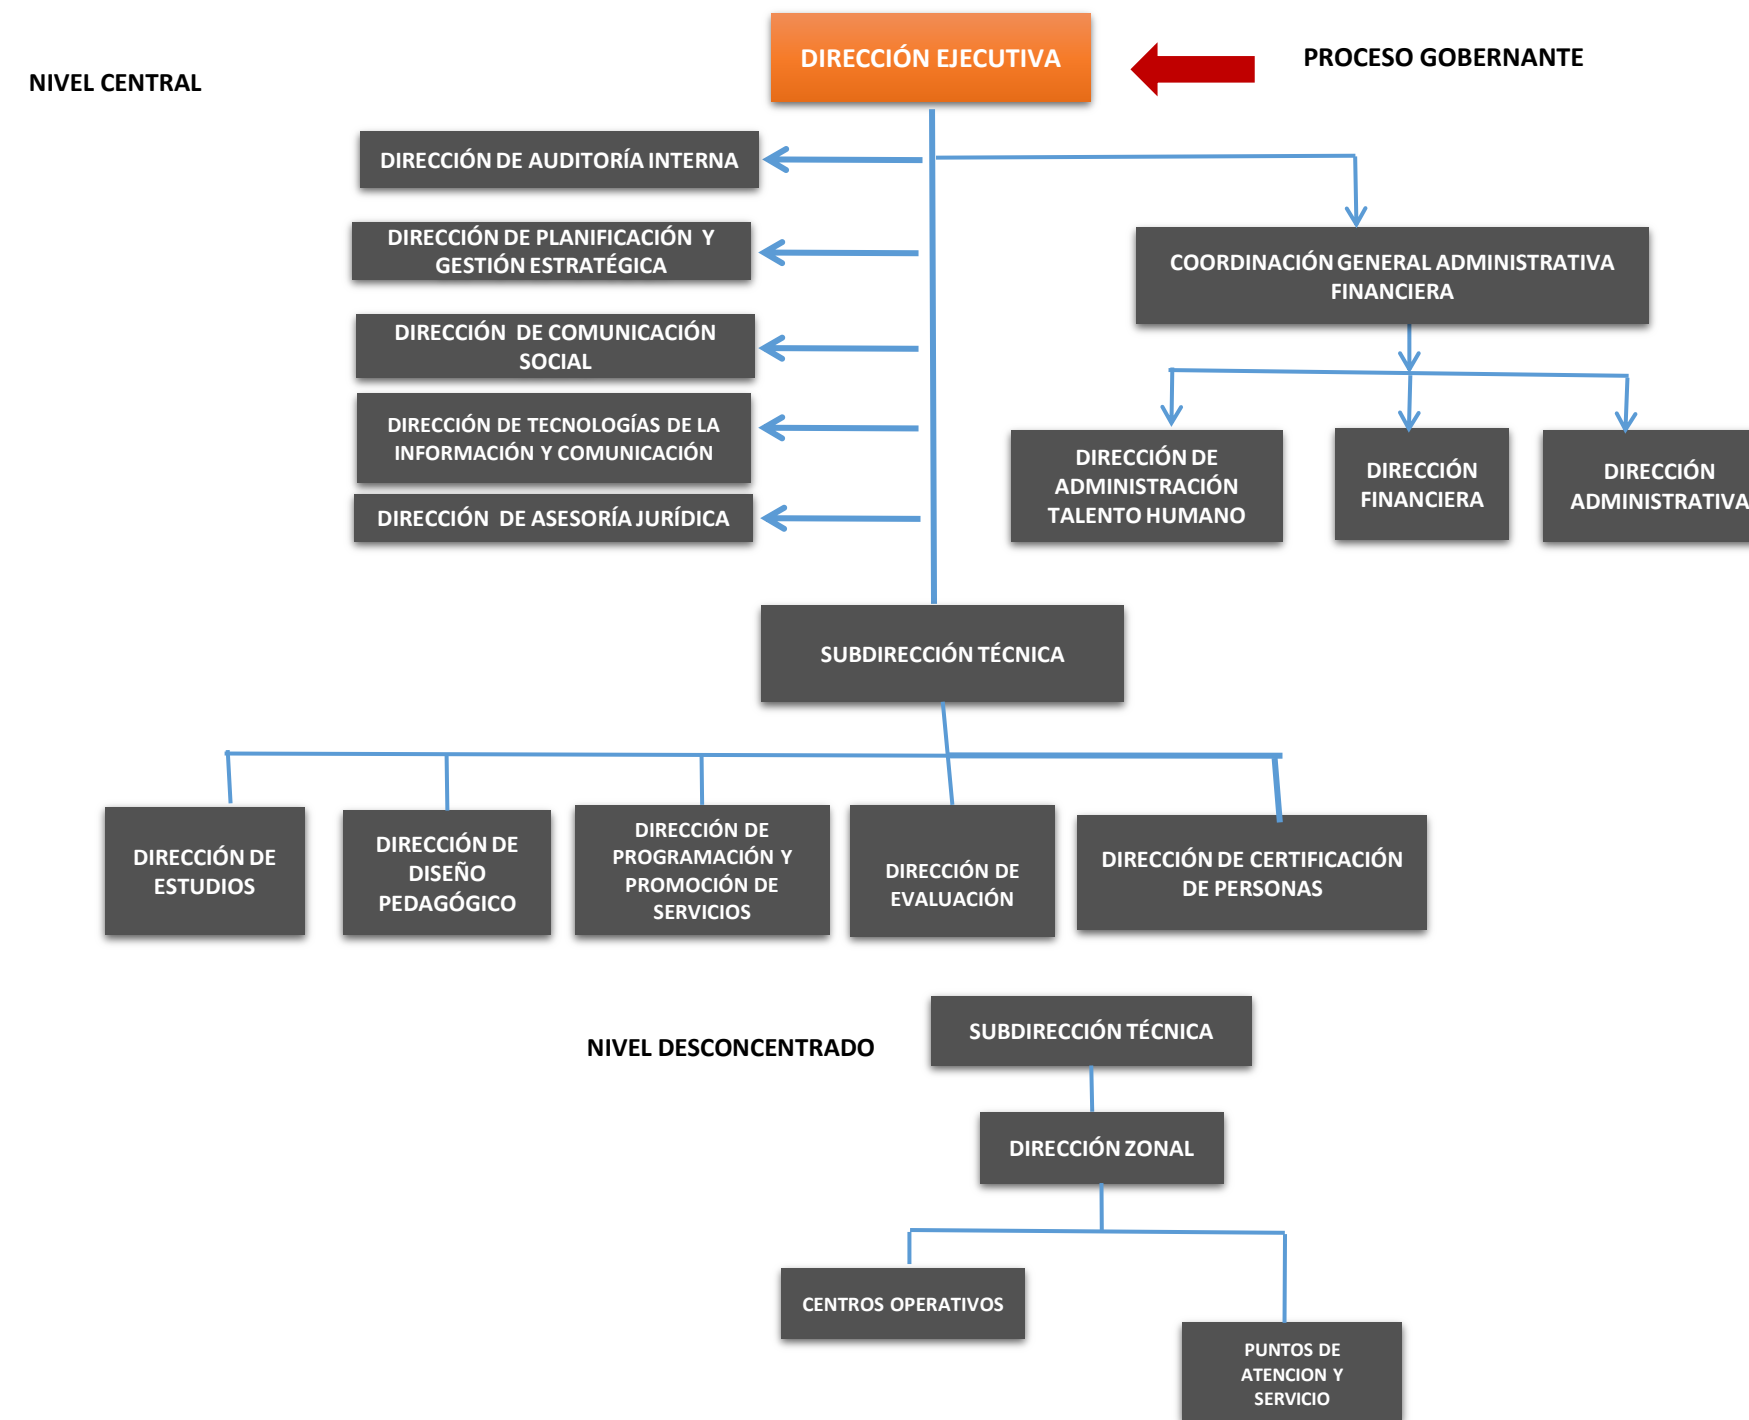 DIRECCIÓN EJECUTIVA
PROCESO GOBERNANTE
NIVEL CENTRAL
DIRECCIÓN DE AUDITORÍA INTERNA
DIRECCIÓN DE PLANIFICACIÓN Y
GESTIÓN ESTRATÉGICA
COORDINACIÓN GENERAL ADMINISTRATIVA
FINANCIERA
DIRECCIÓN DE COMUNICACIÓN
SOCIAL
DIRECCIÓN DE TECNOLOGÍAS DE LA
INFORMACIÓN Y COMUNICACIÓN
DIRECCIÓN DE ASESORÍA JURÍDICA
DIRECCIÓN DE
ADMINISTRACIÓN
TALENTO HUMANO
DIRECCIÓN
FINANCIERA
DIRECCIÓN
ADMINISTRATIVA
SUBDIRECCIÓN TÉCNICA
DIRECCIÓN DE
ESTUDIOS
DIRECCIÓN DE
DISEÑO
PEDAGÓGICO
DIRECCIÓN DE
PROGRAMACIÓN Y
PROMOCIÓN DE
SERVICIOS
DIRECCIÓN DE
EVALUACIÓN
DIRECCIÓN DE CERTIFICACIÓN
DE PERSONAS
NIVEL DESCONCENTRADO
SUBDIRECCIÓN TÉCNICA
DIRECCIÓN ZONAL
CENTROS OPERATIVOS
PUNTOS DE
ATENCION Y
SERVICIO